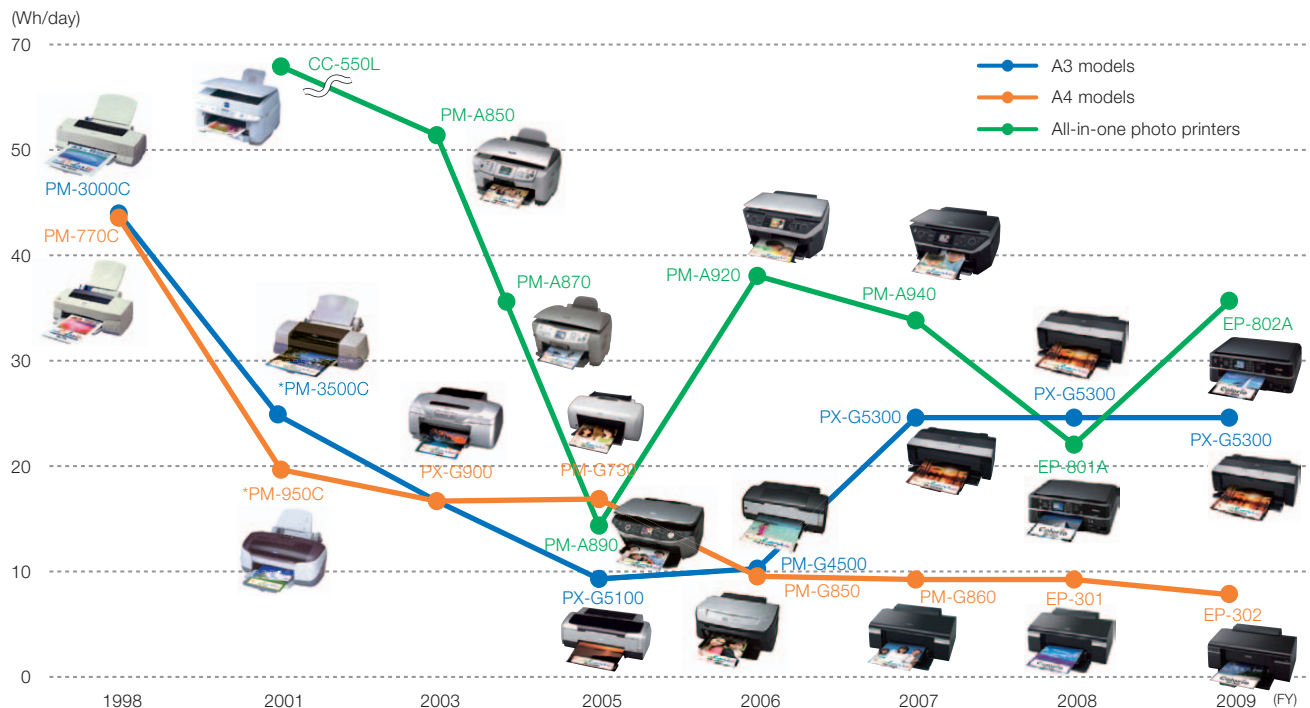 (Wh/day)
70
50
40
30
20
10
0
A3 models
A4 models
All-in-one photo printers
CC-550L
PM-A850
PM-3000C
PM-770C
PM-A870
PM-A920
PM-A940
EP-802A
*PM-3500C
PX-G5300
PX-G5300
PX-G5300
PX-G900
PM-G730
*PM-950C
EP-801A
PM-A890
PM-G4500
PX-G5100
PM-G850
PM-G860
EP-301
EP-302
1998
2001
2003
2005
2006
2007
2008
2009
(FY)